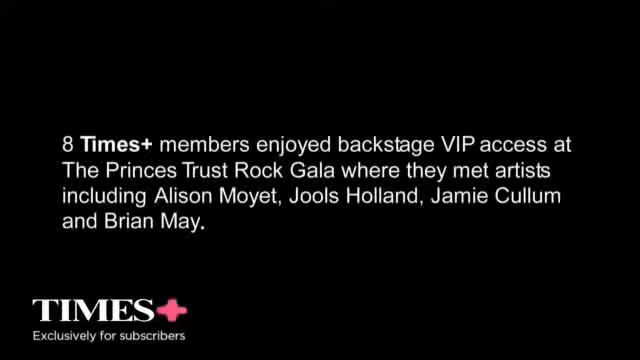 8 Times+ members enjoyed backstage VIP access at
The Princes Trust Rock Gala where they met artists
including Alison Moyet, Jools Holland, Jamie Cullum
and Brian May.
TIMES+
Exclusively for subscribers